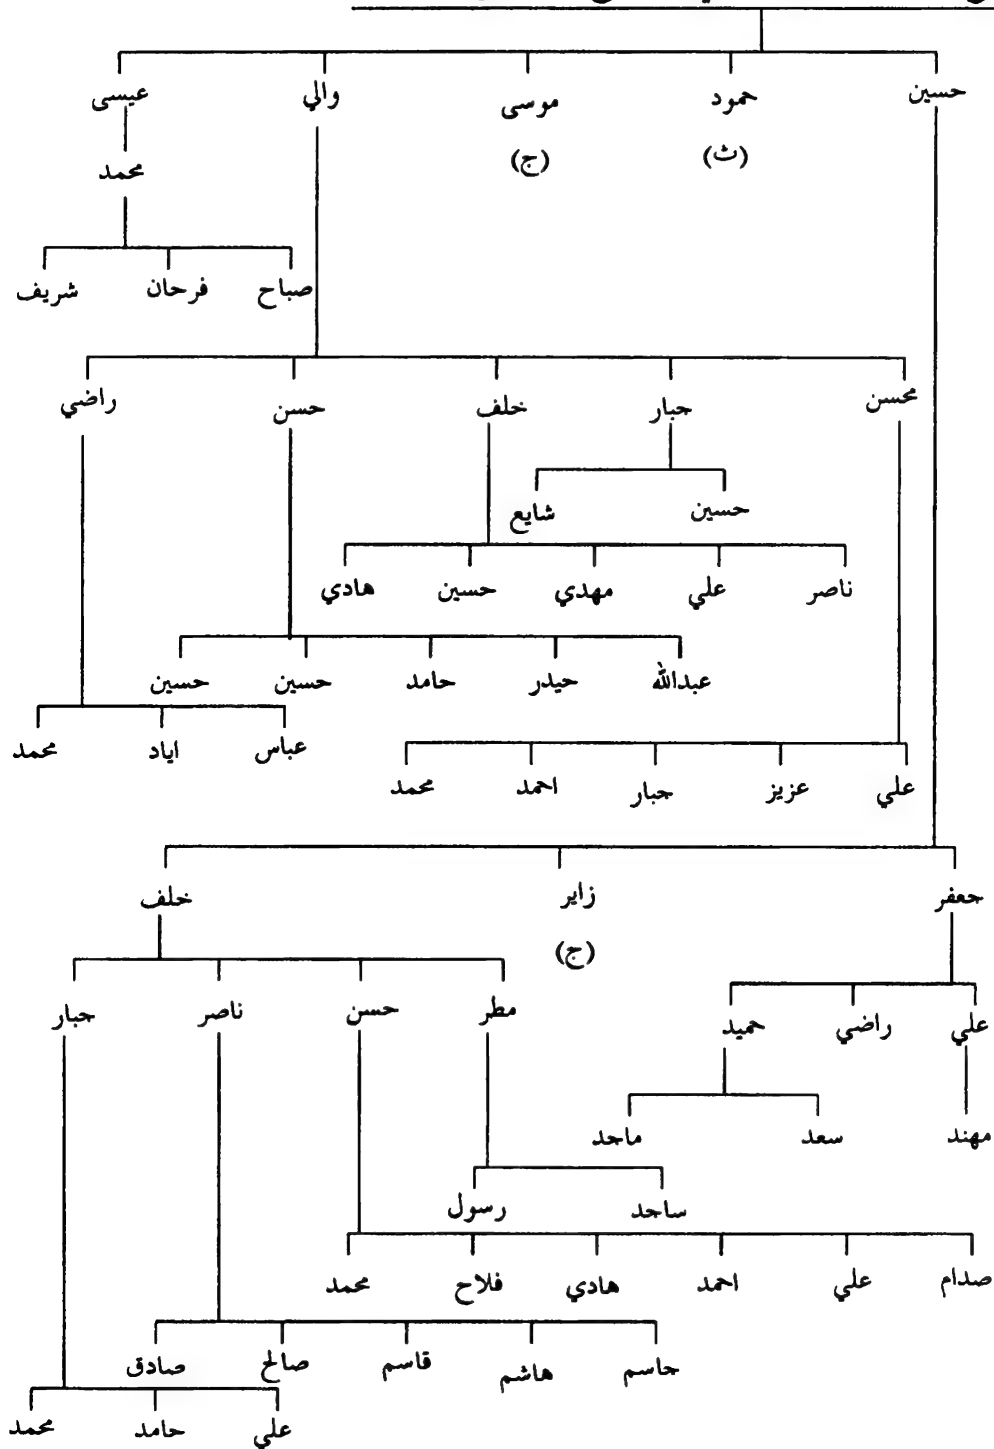 حسين حمود موسى والي عيسى
(ث) (ج)
محمد
صباح فرحان شريف
محسن جبار خلف حسن راضي
حسين شايع
ناصر علي مهدي حسين هادي
عبدالله حيدر حامد حسين حسين
عباس اياد محمد
علي عزيز جبار احمد محمد
جعفر زاير خلف
(ج)
مطر حسن ناصر جبار
علي راضي حميد
مهند سعد ماجد
ساجد رسول
صدام علي احمد هادي فلاح محمد
جاسم هاشم قاسم صالح صادق
علي حامد محمد